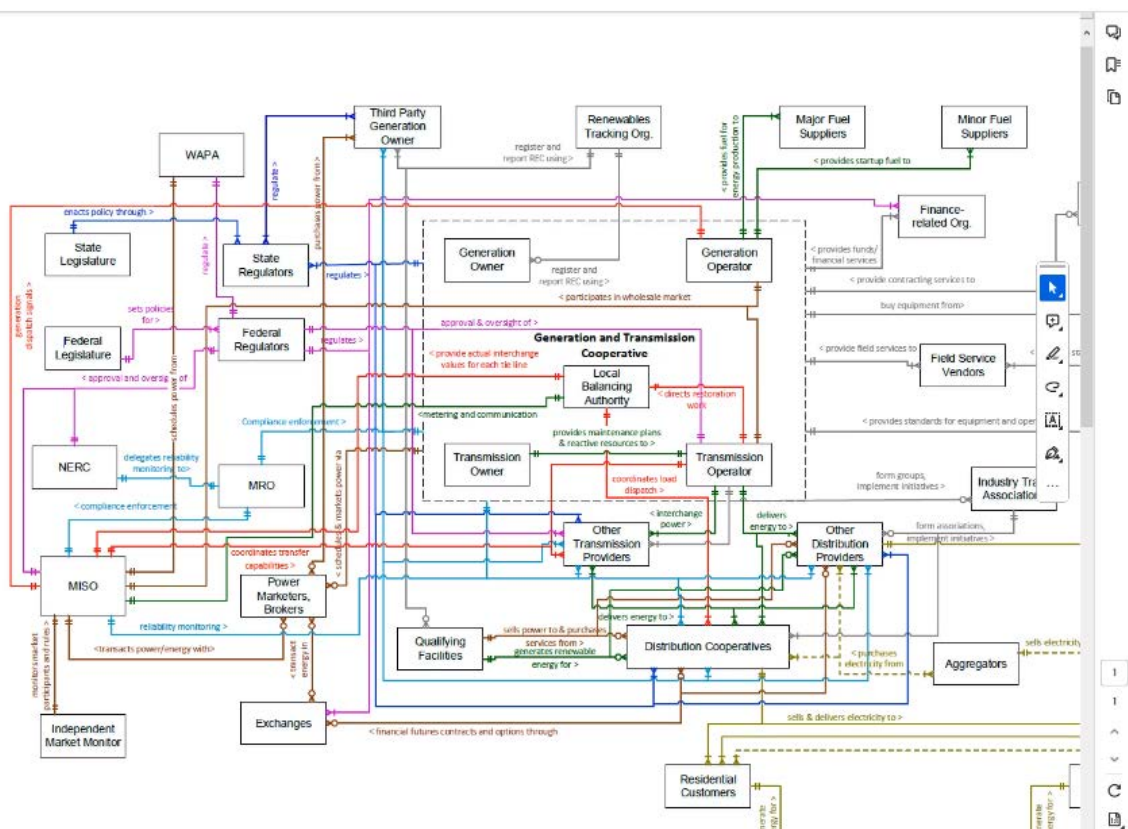 Third Party
Generation
Owner
Renewables
Tracking Org.
Major Fuel
Suppliers
Minor Fuel
Suppliers
WAPA
register and
report REC using >
< provides fuel for
energy production to
< provides startup fuel to
regulate >
purchases power from >
enacts policy through >
State
Legislature
regulate >
State
Regulators
regulates >
Generation
Owner
register and
report REC using >
Generation
Operator
Finance-
related Org.
< provides funds/
financial services
< provide contracting services to
< participates in wholesale market
buy equipment from>
generation
dispatch signals >
sets policies
for >
Federal
Legislature
Federal
Regulators
regulates >
approval & oversight of >
Generation and Transmission
Cooperative
< provide actual interchange
values for each tie line
Local
Balancing
Authority
< directs restoration
work
< provide field services to
Field Service
Vendors
< approval and oversight of
schedules power from
<metering and communication
Compliance enforcement >
provides maintenance plans
& reactive resources to >
< provides standards for equipment and oper
NERC
delegates reliability
monitoring to>
MRO
Transmission
Owner
Transmission
Operator
coordinates load
dispatch >
form groups,
implement initiatives >
Industry Tra
Association
< compliance enforcement
< schedules & markets power via
< interchange
power >
delivers
energy to >
Other
Transmission
Providers
Other
Distribution
Providers
form associations,
implement initiatives >
coordinates transfer
capabilities >
MISO
Power
Marketers,
Brokers
reliability monitoring >
delivers energy to >
Qualifying
Facilities
sells power to & purchases
services from >
generates renewable
energy for >
Distribution Cooperatives
< purchases
electricity from
Aggregators
sells electricity
<transacts power/energy with>
monitors market
participants and rules >
< transact
energy in
Independent
Market Monitor
Exchanges
< financial futures contracts and options through
sells & delivers electricity to >
Residential
Customers
1
1